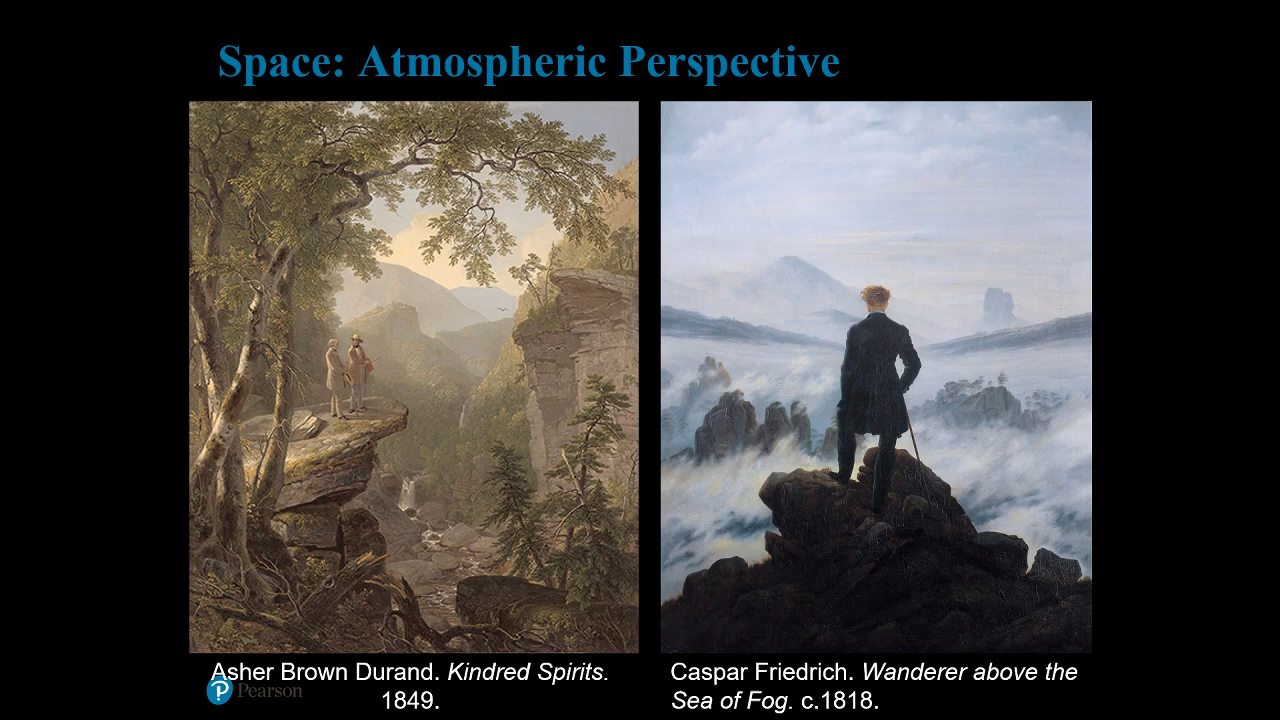 Space: Atmospheric Perspective
Asher Brown Durand. Kindred Spirits.
1849.
Caspar Friedrich. Wanderer above the
Sea of Fog. c.1818.
Pearson